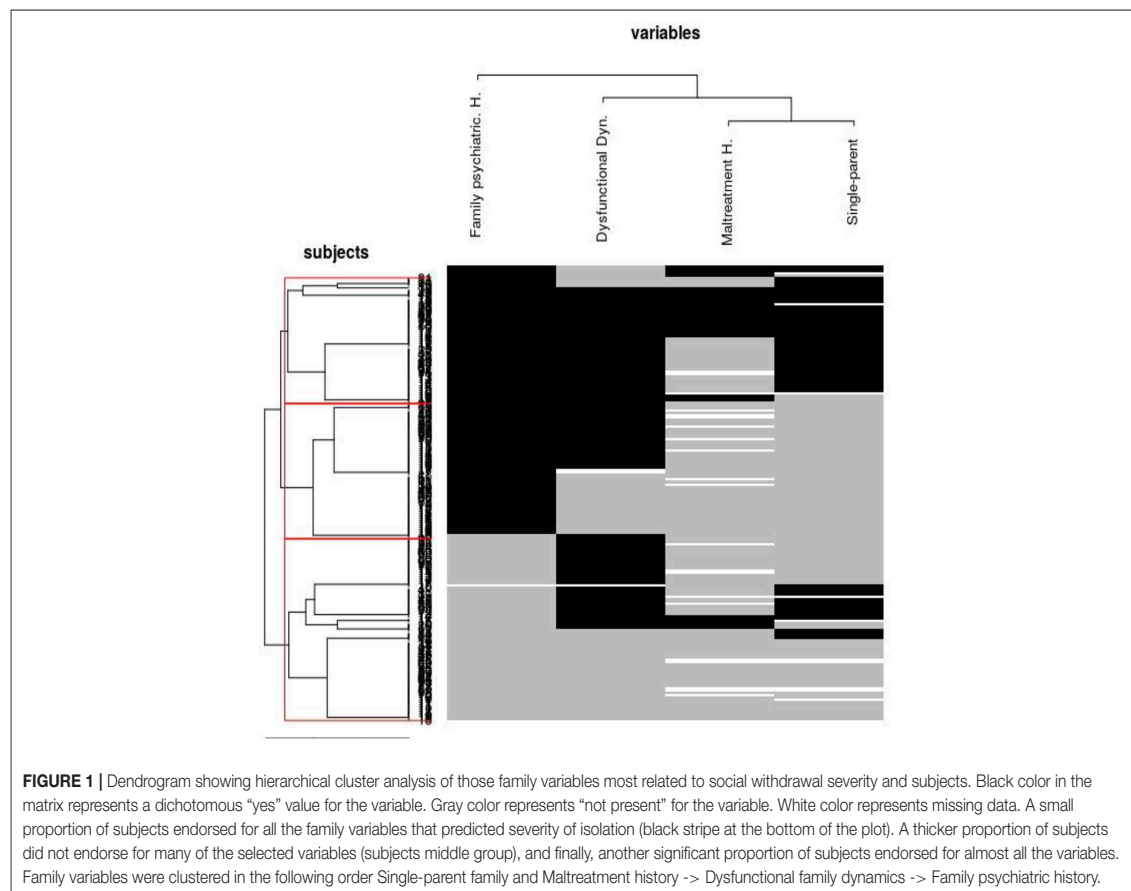 variables
Family psychiatric. H.
Dysfunctional Dyn.
Maltreatment H.
Single-parent
subjects
FIGURE 1 | Dendrogram showing hierarchical cluster analysis of those family variables most related to social withdrawal severity and subjects. Black color in the
matrix represents a dichotomous “yes” value for the variable. Gray color represents “not present” for the variable. White color represents missing data. A small
proportion of subjects endorsed for all the family variables that predicted severity of isolation (black stripe at the bottom of the plot). A thicker proportion of subjects
did not endorse for many of the selected variables (subjects middle group), and finally, another significant proportion of subjects endorsed for almost all the variables.
Family variables were clustered in the following order Single-parent family and Maltreatment history -> Dysfunctional family dynamics -> Family psychiatric history.